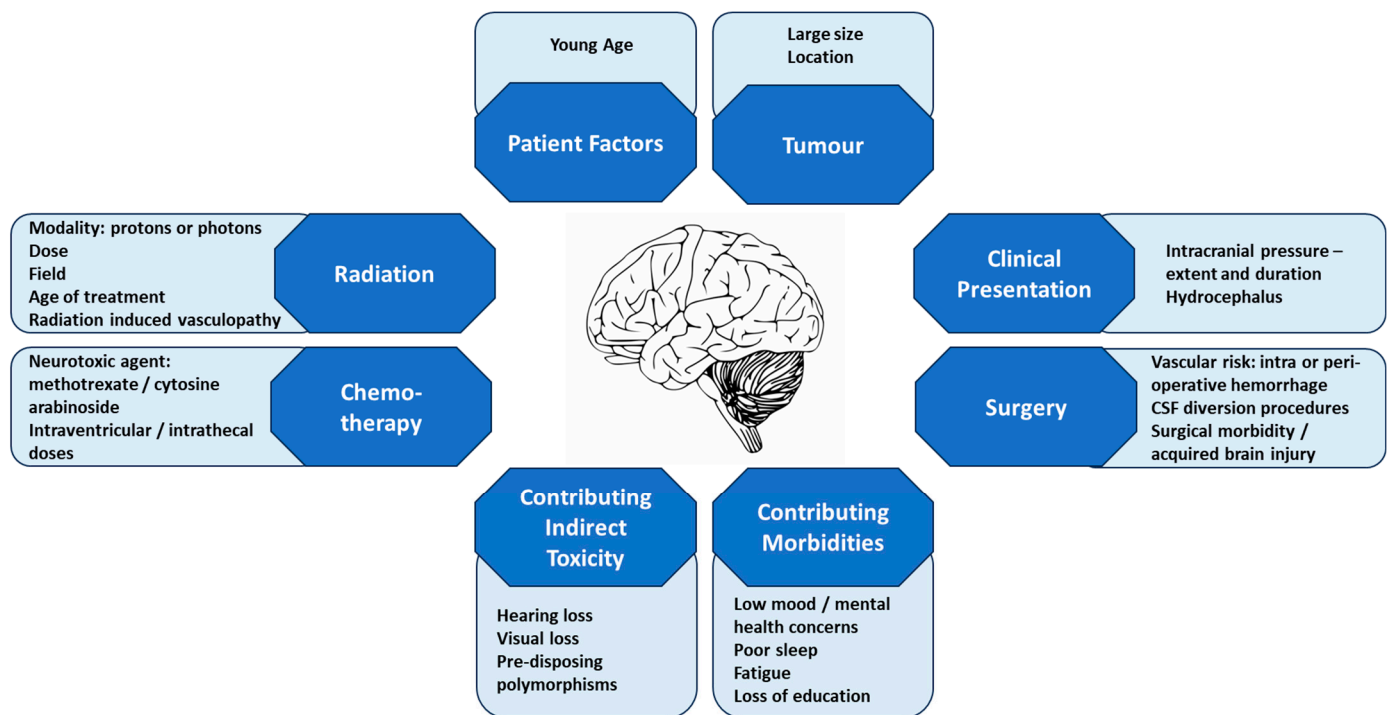 Young Age
Patient Factors
Large size
Location
Tumour
Modality: protons or photons
Dose
Field
Age of treatment
Radiation induced vasculopathy
Radiation
Clinical
Presentation
Intracranial pressure –
extent and duration
Hydrocephalus
Neurotoxic agent:
methotrexate / cytosine
arabinoside
Intraventricular / intrathecal
doses
Chemo-
therapy
Surgery
Vascular risk: intra or peri-
operative hemorrhage
CSF diversion procedures
Surgical morbidity /
acquired brain injury
Contributing
Indirect
Toxicity
Hearing loss
Visual loss
Pre-disposing
polymorphisms
Contributing
Morbidities
Low mood / mental
health concerns
Poor sleep
Fatigue
Loss of education